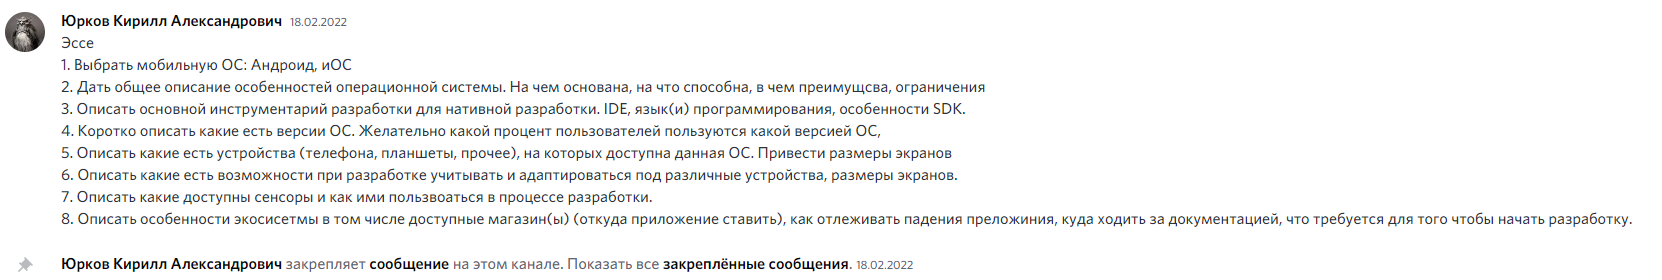 Юрков Кирилл Александрович 18.02.2022
Эссе
1. Выбрать мобильную ОС: Андроид, иОС
2. Дать общее описание особенностей операционной системы. На чем основана, на что способна, в чем преимущсва, ограничения
3. Описать основной инструментарий разработки для нативной разработки. IDE, язык(и) программирования, особенности SDK.
4. Коротко описать какие есть версии ОС. Желательно какой процент пользователей пользуются какой версией ОС,
5. Описать какие есть устройства (телефона, планшеты, прочее), на которых доступна данная ОС. Привести размеры экранов
6. Описать какие есть возможности при разработке учитывать и адаптироваться под различные устройства, размеры экранов.
7. Описать какие доступны сенсоры и как ими пользвоаться в процессе разработки.
8. Описать особенности экосисетмы в том числе доступные магазин(ы) (откуда приложение ставить), как отлеживать падения преложиния, куда ходить за документацией, что требуется для того чтобы начать разработку.
Юрков Кирилл Александрович закрепляет сообщение на этом канале. Показать все закреплённые сообщения. 18.02.2022